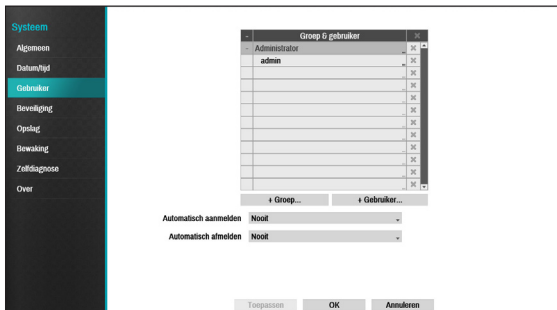 Systeem
Algemeen
Datum/tijd
Gebruiker
Beveiliging
Opslag
Bewaking
Zelfdiagnose
Over
- Groep & gebruiker
- Administrator
admin
+ Groep...
+ Gebruiker...
Automatisch aanmelden Nooit
Automatisch afmelden Nooit
Toepassen
OK
Annuleren